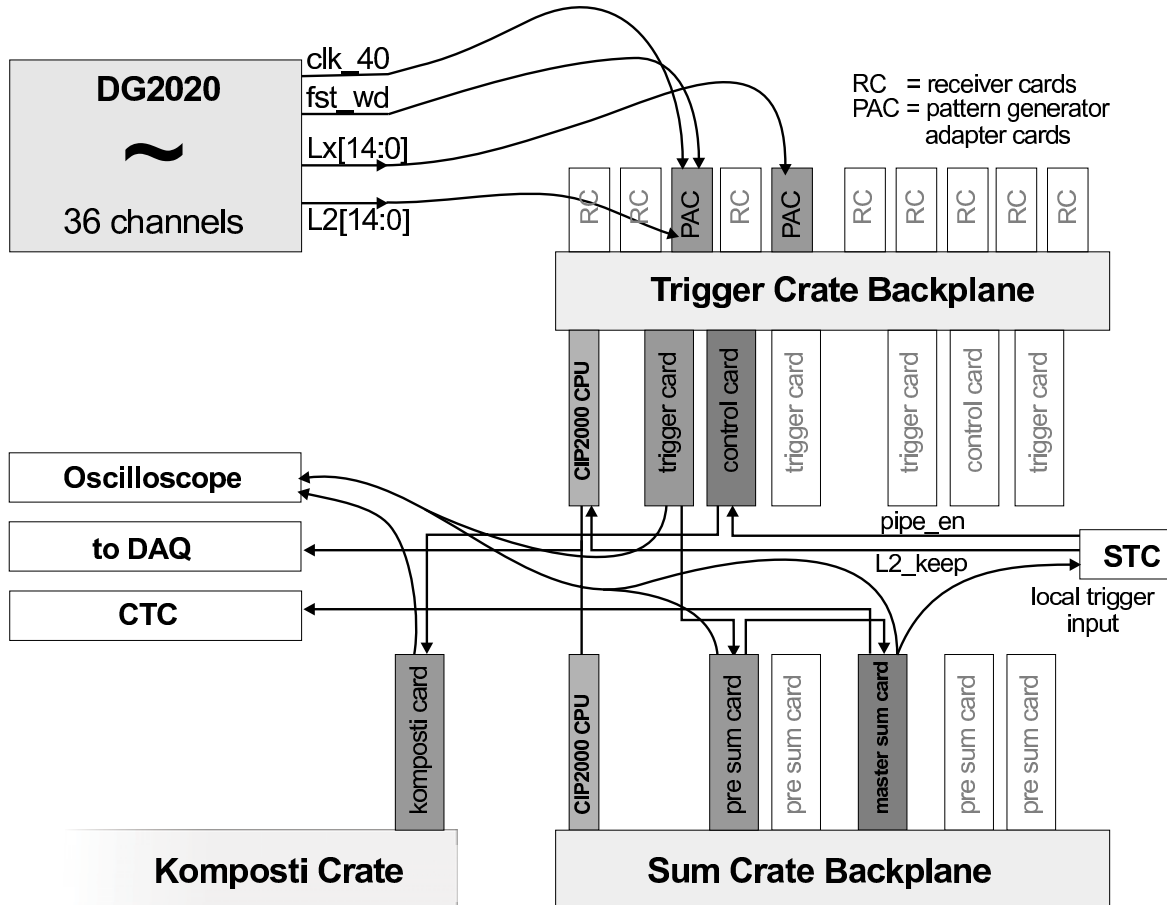 clk_40
DG2020
fst_wd
~
Lx[14:0]
36 channels
L2[14:0]
RC = receiver cards
PAC = pattern generator
adapter cards
RC
RC
PAC
RC
PAC
RC
RC
RC
RC
RC
Trigger Crate Backplane
CIP2000 CPU
trigger card
control card
trigger card
trigger card
control card
trigger card
Oscilloscope
to DAQ
CTC
pipe_en
L2_keep
STC
local trigger
input
komposti card
CIP2000 CPU
pre sum card
pre sum card
master sum card
pre sum card
pre sum card
Komposti Crate
Sum Crate Backplane